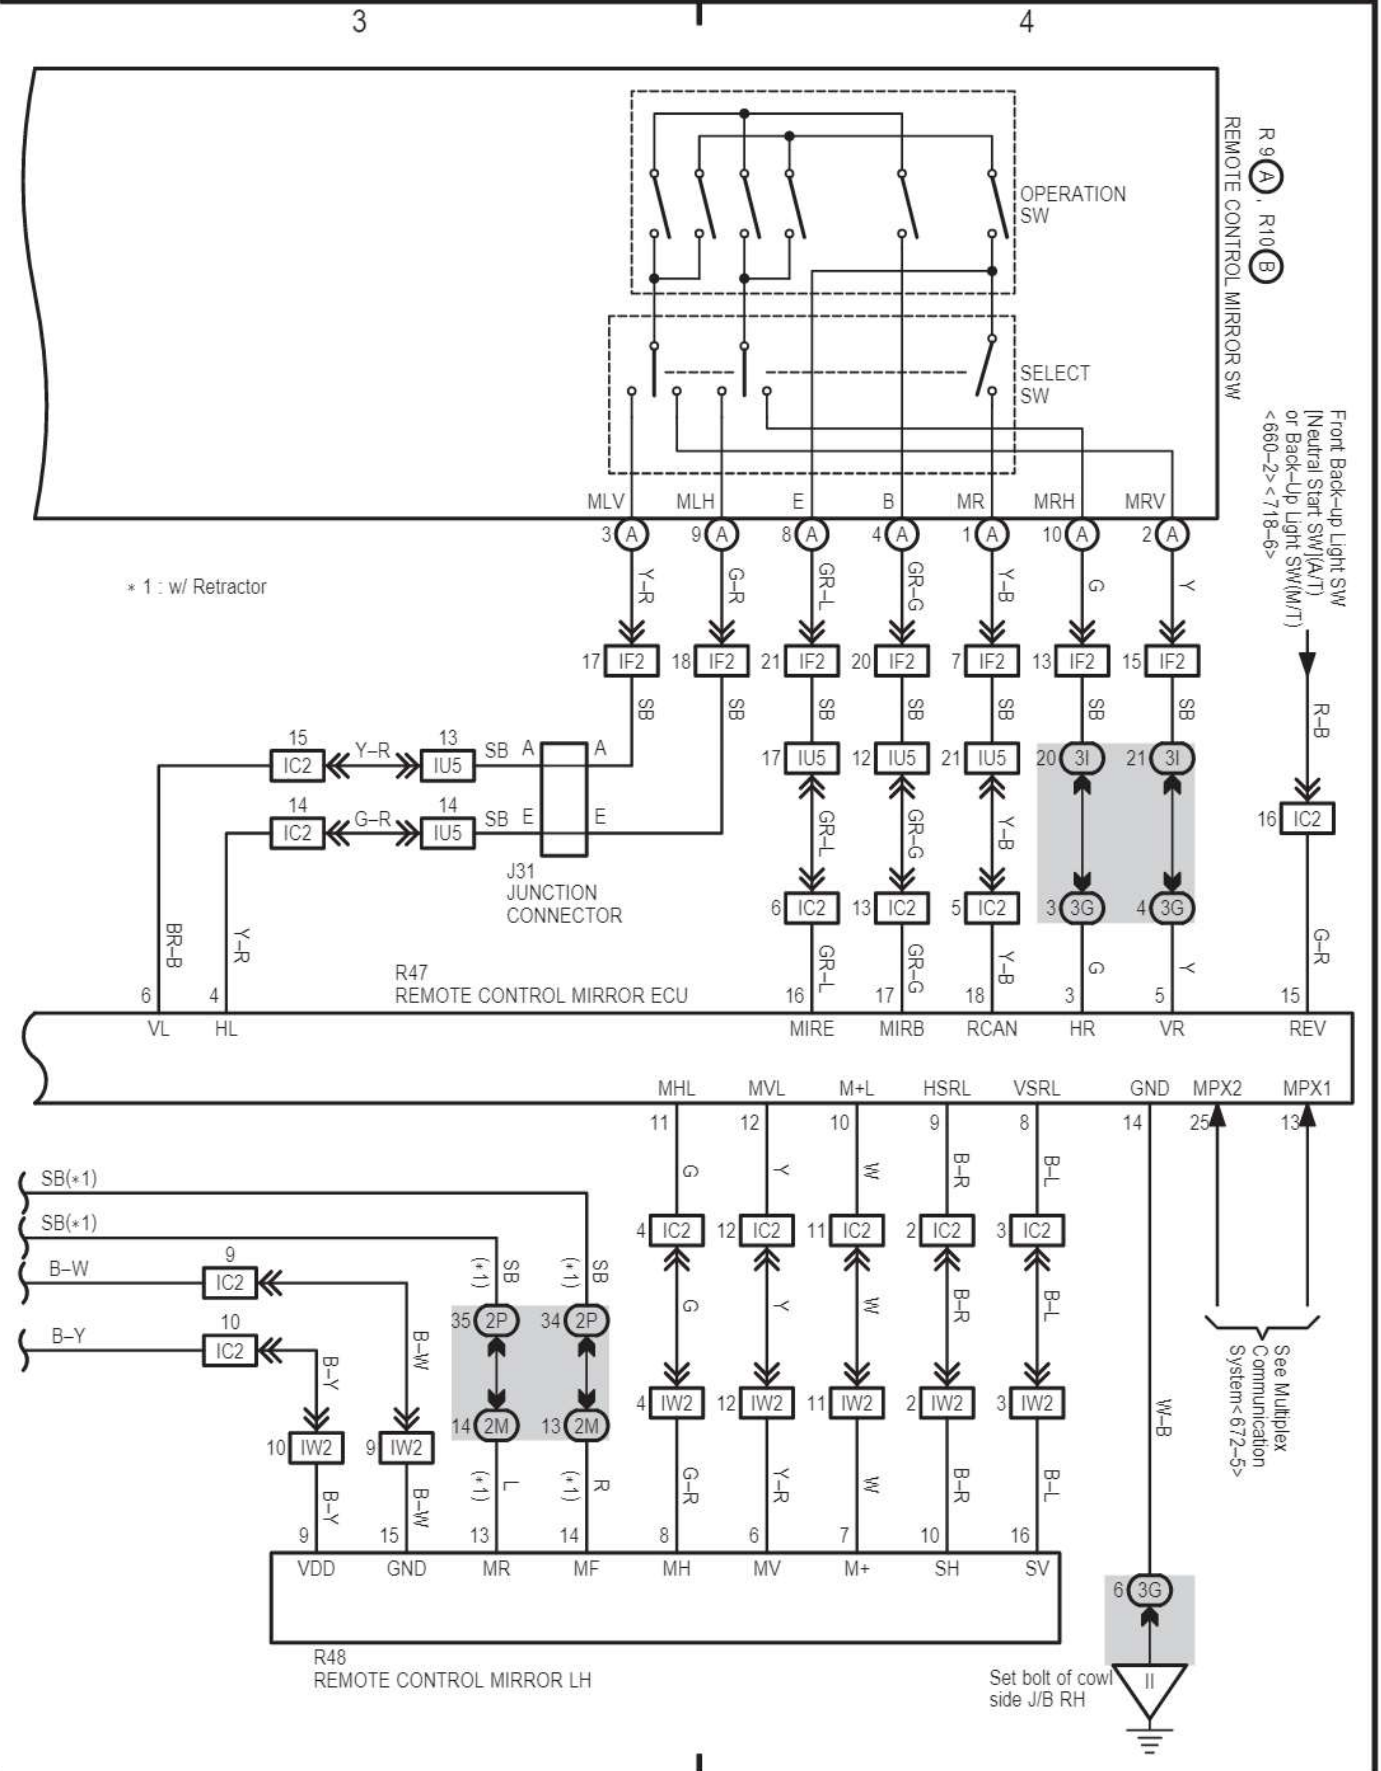 3 4
OPERATION
SW
SELECT
SW
R 9 A , R10 B
REMOTE CONTROL MIRROR SW
Front Back–up Light SW
[Neutral Start SW](A/T)
or Back–Up Light SW(M/T)
<660–2><718–6>
MLV MLH E B MR MRH MRV
3 A 9 A 8 A 4 A 1 A 10 A 2 A
∗ 1 : w/ Retractor
Y–R G–R GR–L GR–G Y–B G Y
17 IF2 18 IF2 21 IF2 20 IF2 7 IF2 13 IF2 15 IF2
SB SB SB SB SB SB SB R–B
15 IC2 Y–R 13 IU5 SB A A
17 IU5 12 IU5 21 IU5 20 3I 21 3I
14 IC2 G–R 14 IU5 SB E E
GR–L GR–G Y–B 16 IC2
J31
JUNCTION
CONNECTOR
6 IC2 13 IC2 5 IC2 3 3G 4 3G
BR–B Y–R GR–L GR–G Y–B G Y G–R
R47
REMOTE CONTROL MIRROR ECU
6 4 16 17 18 3 5 15
VL HL MIRE MIRB RCAN HR VR REV
MHL MVL M+L HSRL VSRL GND MPX2 MPX1
11 12 10 9 8 14 25 13
G Y W B–R B–L
SB(∗1)
SB(∗1)
B–W 9 IC2
B–Y 10 IC2
4 IC2 12 IC2 11 IC2 2 IC2 3 IC2
SB (∗1) SB (∗1)
G Y W B–R B–L
35 2P 34 2P
B–Y B–W
See Multiplex
Communication
System<672–5>
4 IW2 12 IW2 11 IW2 2 IW2 3 IW2
14 2M 13 2M
10 IW2 9 IW2
W–B
B–Y B–W L (∗1) R (∗1) G–R Y–R W B–R B–L
9 15 13 14 8 6 7 10 16
VDD GND MR MF MH MV M+ SH SV
6 3G
R48
REMOTE CONTROL MIRROR LH
Set bolt of cowl
side J/B RH
II